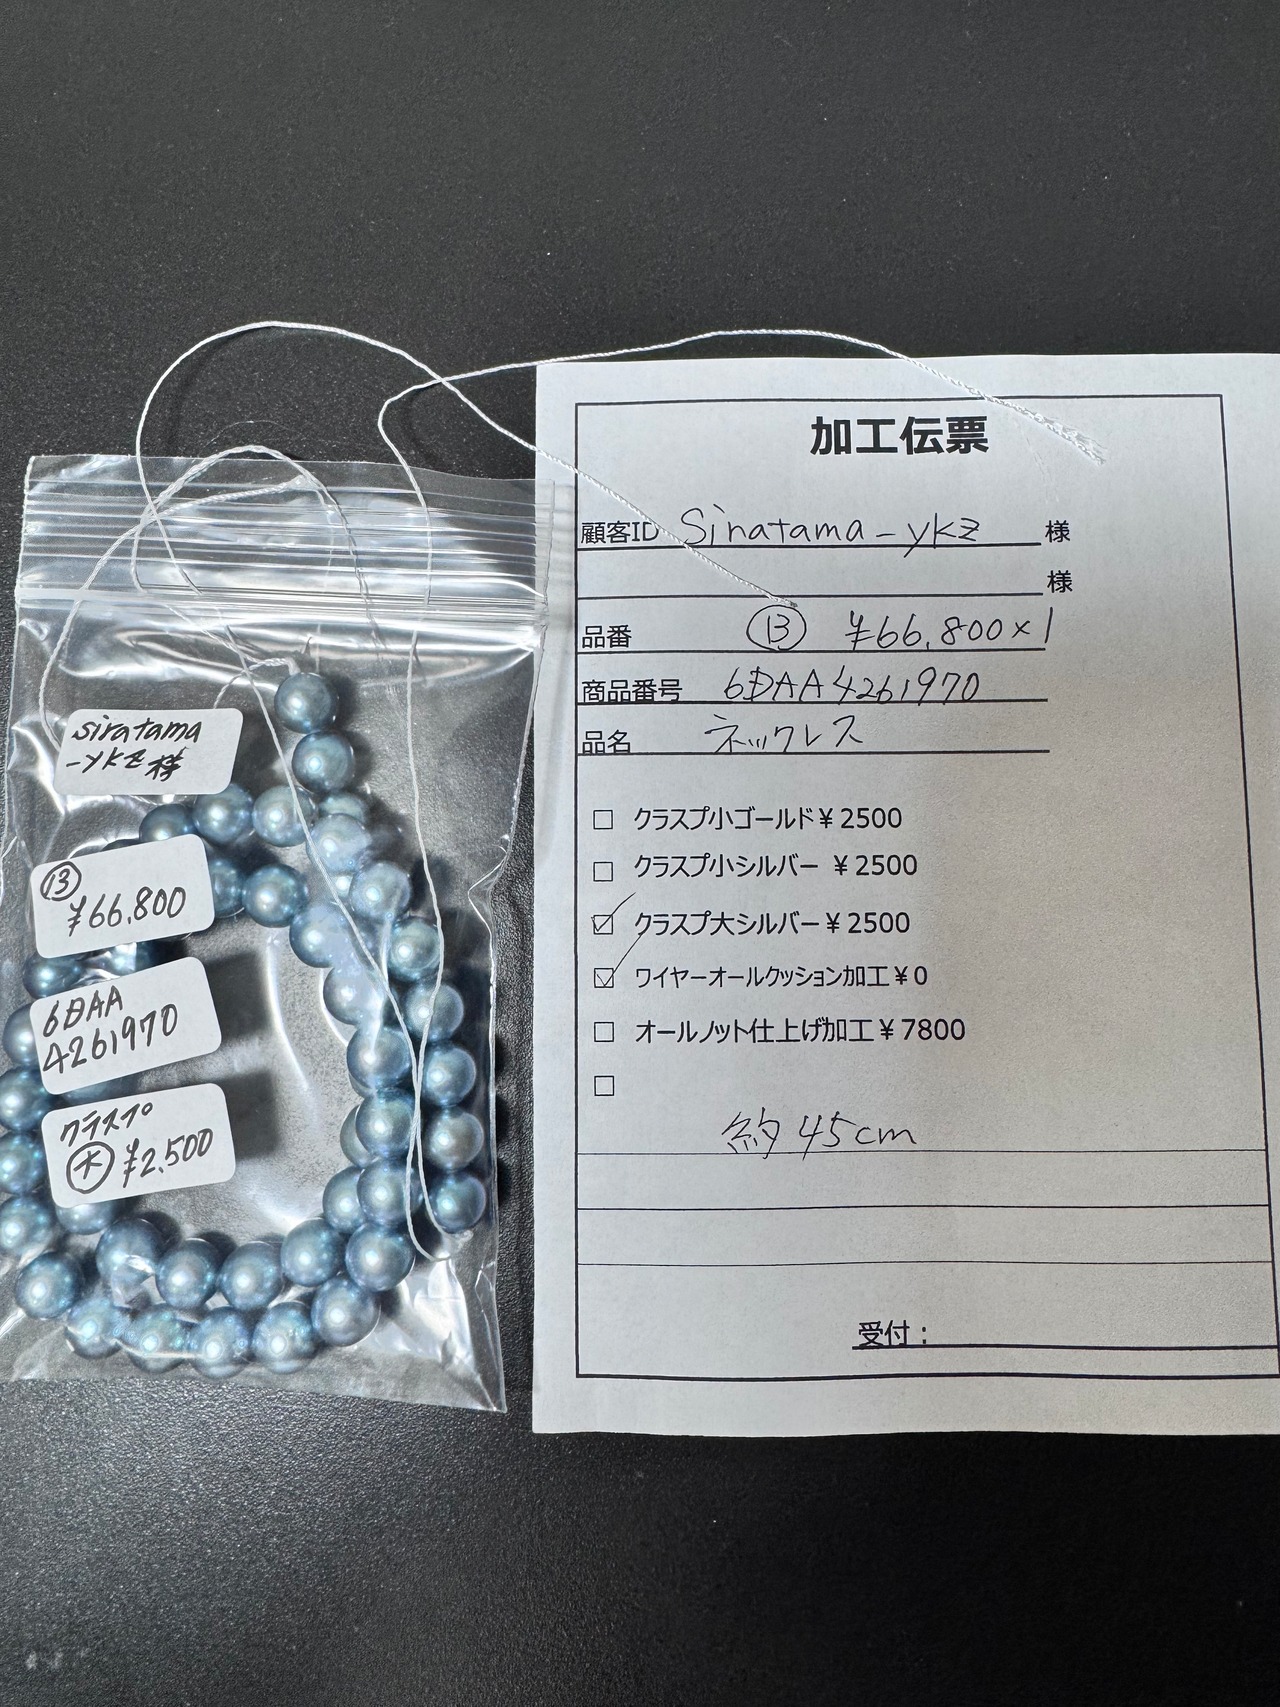 siratama
-ykz様
⑬
¥66.800
6DAA
4261970
クラスプ
大 ¥2.500
加工伝票
顧客ID Siratama-ykz 様
様
品番 ⑬ ¥66.800×1
商品番号 6DAA4261970
品名 ネックレス
☐ クラスプ小ゴールド¥2500
☐ クラスプ小シルバー ¥2500
☑ クラスプ大シルバー¥2500
☑ ワイヤーオールクッション加工¥0
☐ オールノット仕上げ加工¥7800
☐
約45cm
受付: